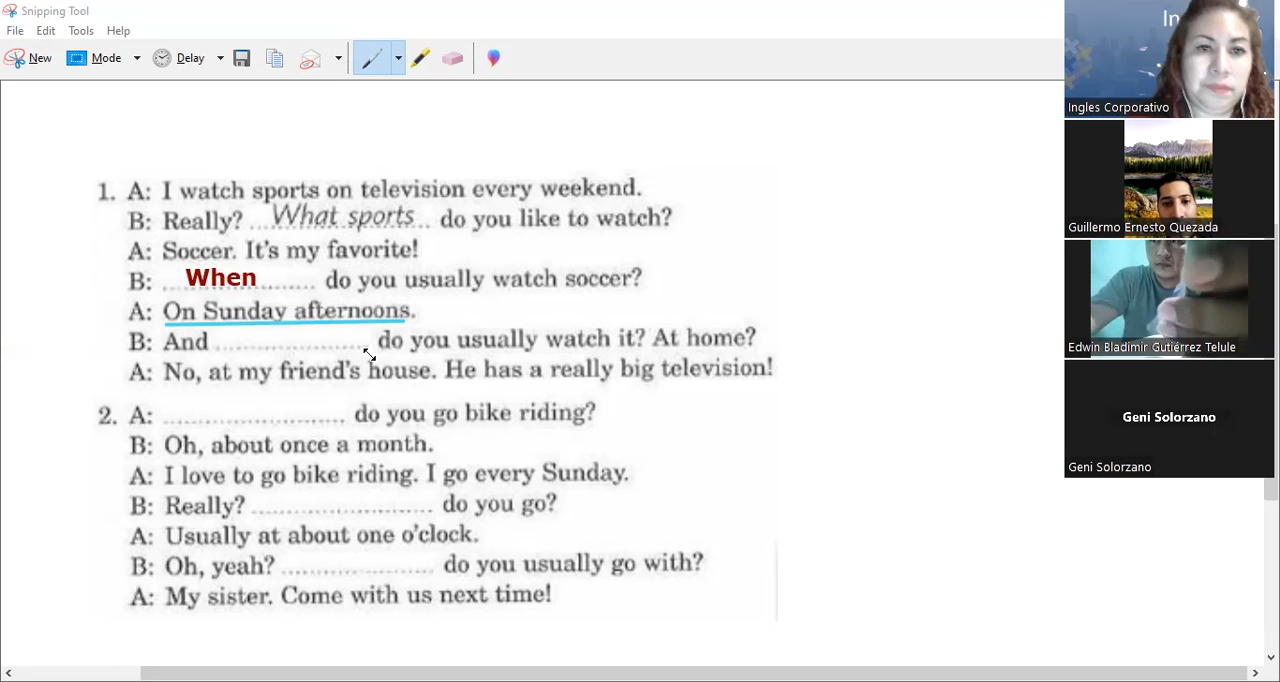 Snipping Tool
File Edit Tools Help
New Mode Delay
In
Ingles Corporativo
Guillermo Ernesto Quezada
Edwin Bladimir Gutiérrez Telule
Geni Solorzano
Geni Solorzano
1. A: I watch sports on television every weekend.
B: Really? What sports do you like to watch?
A: Soccer. It's my favorite!
B: When do you usually watch soccer?
A: On Sunday afternoons.
B: And .................... do you usually watch it? At home?
A: No, at my friend's house. He has a really big television!
2. A: ........................ do you go bike riding?
B: Oh, about once a month.
A: I love to go bike riding. I go every Sunday.
B: Really? ........................ do you go?
A: Usually at about one o'clock.
B: Oh, yeah? .................... do you usually go with?
A: My sister. Come with us next time!